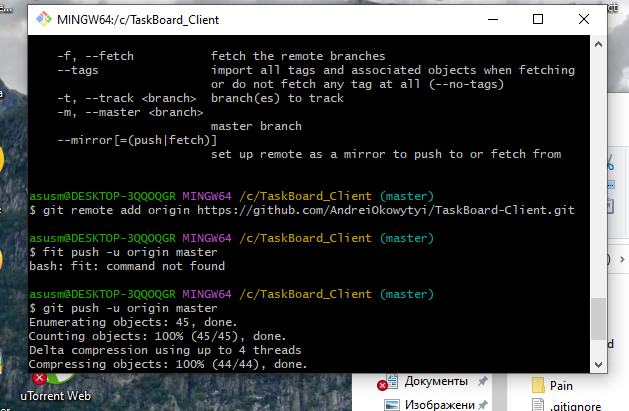 MINGW64:/c/TaskBoard_Client
-f, --fetch fetch the remote branches
--tags import all tags and associated objects when fetching
or do not fetch any tag at all (--no-tags)
-t, --track <branch> branch(es) to track
-m, --master <branch>
master branch
--mirror[=(push|fetch)]
set up remote as a mirror to push to or fetch from
asusm@DESKTOP-3QQOQGR MINGW64 /c/TaskBoard_Client (master)
$ git remote add origin https://github.com/AndreiOkowytyi/TaskBoard-Client.git
asusm@DESKTOP-3QQOQGR MINGW64 /c/TaskBoard_Client (master)
$ fit push -u origin master
bash: fit: command not found
asusm@DESKTOP-3QQOQGR MINGW64 /c/TaskBoard_Client (master)
$ git push -u origin master
Enumerating objects: 45, done.
Counting objects: 100% (45/45), done.
Delta compression using up to 4 threads
Compressing objects: 100% (44/44), done.
uTorrent Web
Документы
Изображени
Pain
.gitignore